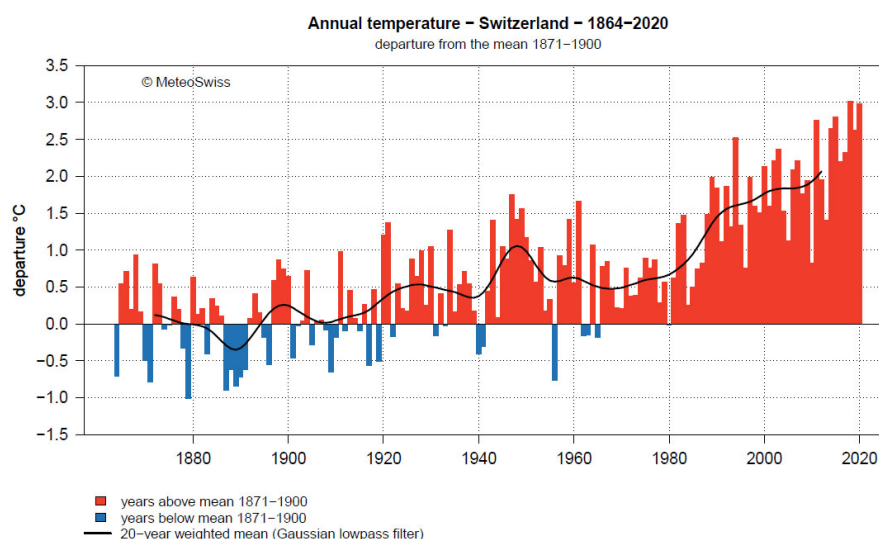 Annual temperature − Switzerland − 1864−2020
departure from the mean 1871−1900
© MeteoSwiss
departure °C
3.5
3.0
2.5
2.0
1.5
1.0
0.5
0.0
−0.5
−1.0
−1.5
1880 1900 1920 1940 1960 1980 2000 2020
years above mean 1871−1900
years below mean 1871−1900
20−year weighted mean (Gaussian lowpass filter)